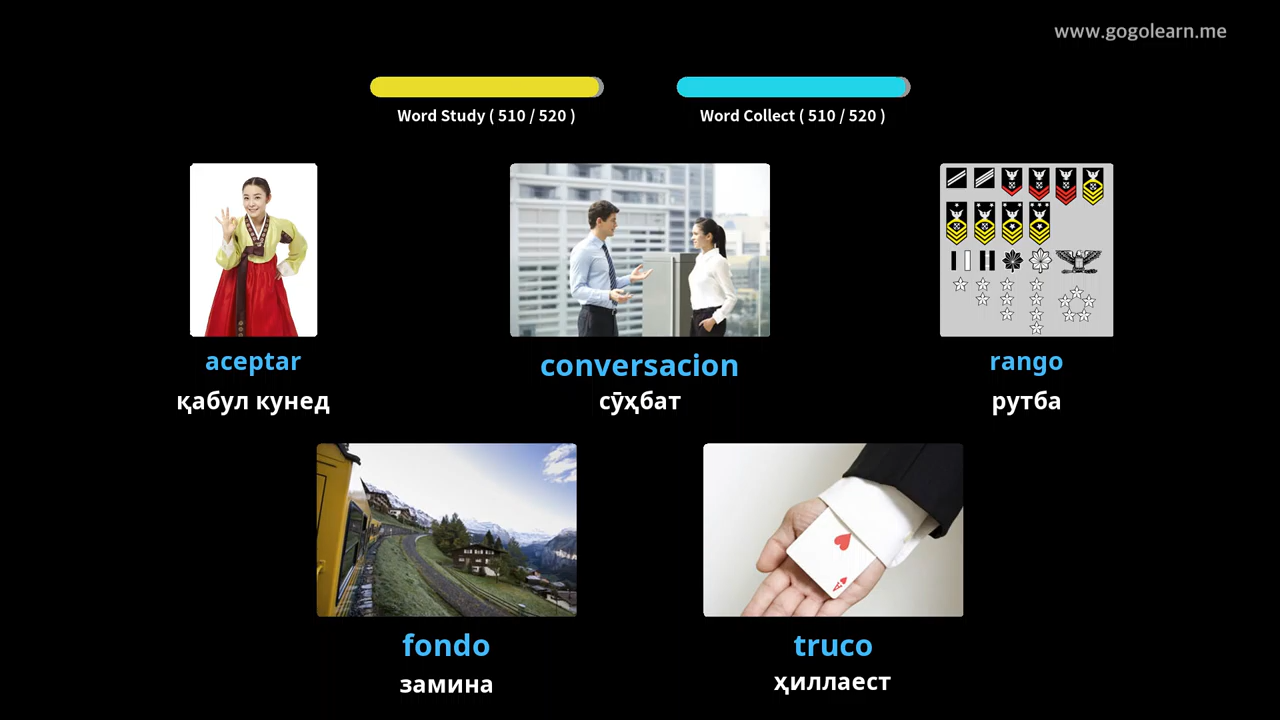 www.gogolearn.me
Word Study ( 510 / 520 )
Word Collect ( 510 / 520 )
aceptar
қабул кунед
conversacion
сӯҳбат
rango
рутба
fondo
замина
truco
ҳиллаест